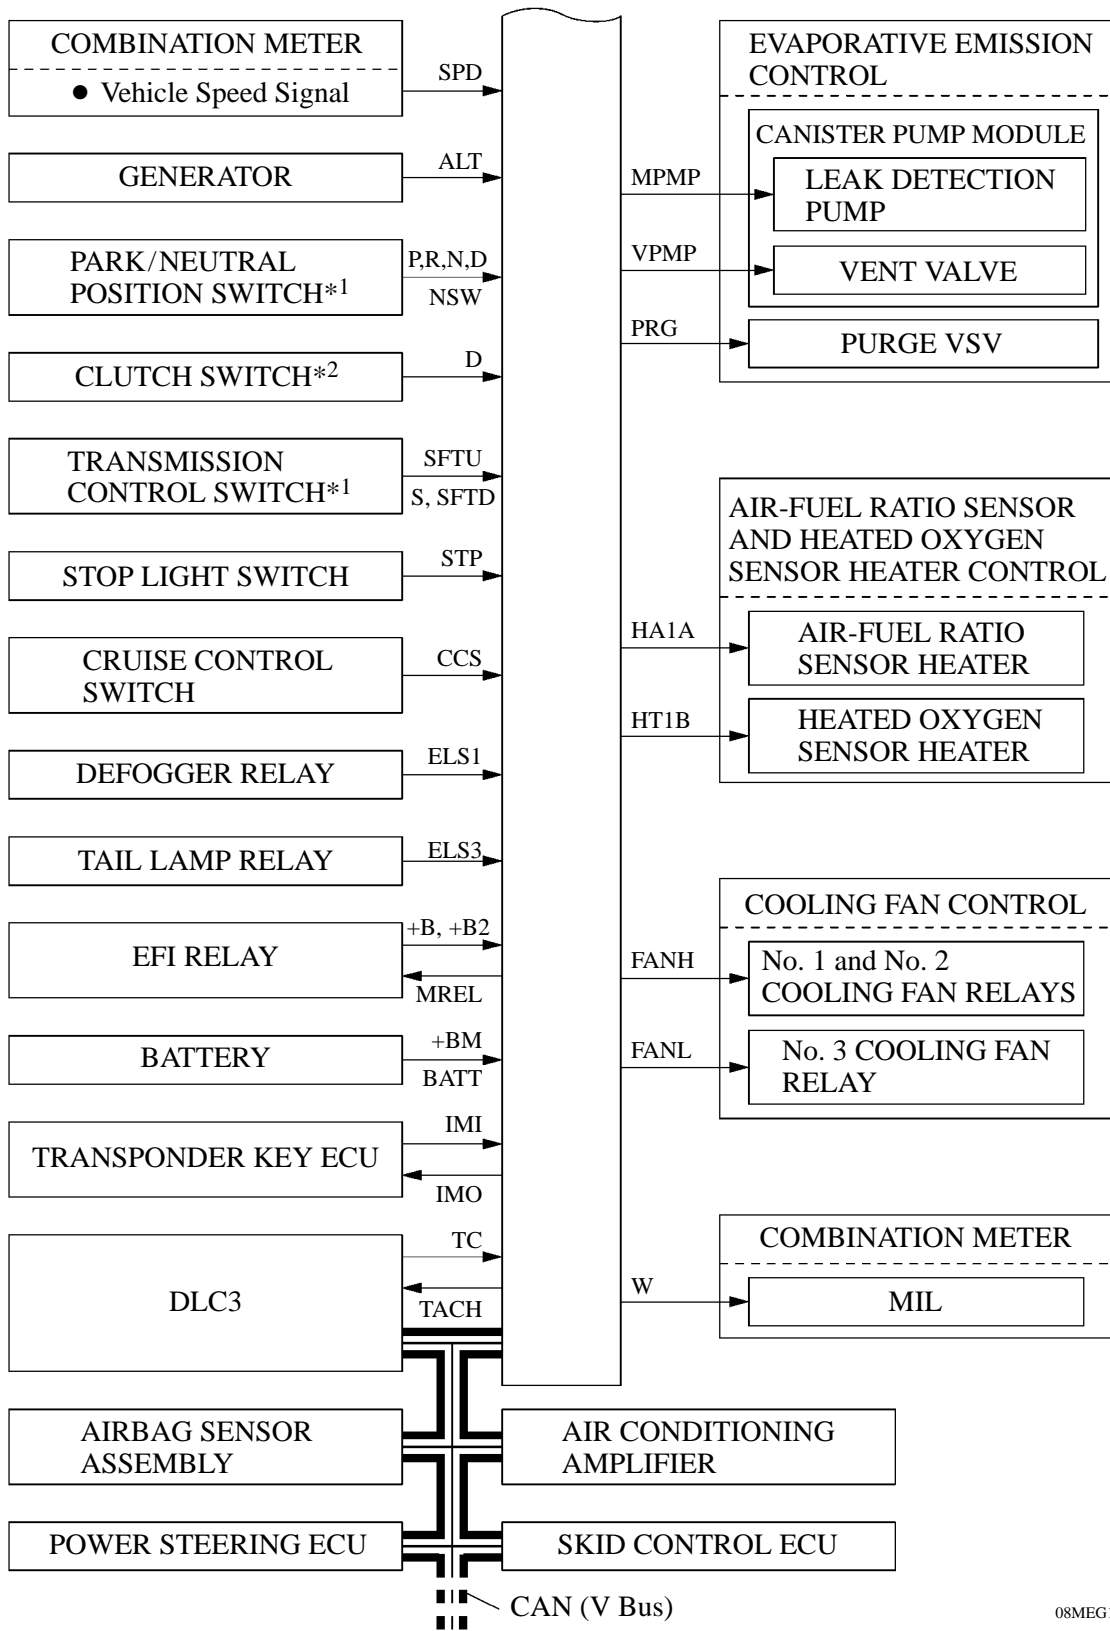 COMBINATION METER
● Vehicle Speed Signal
SPD
GENERATOR
ALT
PARK/NEUTRAL
POSITION SWITCH*1
P,R,N,D
NSW
CLUTCH SWITCH*2
D
TRANSMISSION
CONTROL SWITCH*1
SFTU
S, SFTD
STOP LIGHT SWITCH
STP
CRUISE CONTROL
SWITCH
CCS
DEFOGGER RELAY
ELS1
TAIL LAMP RELAY
ELS3
EFI RELAY
+B, +B2
MREL
BATTERY
+BM
BATT
TRANSPONDER KEY ECU
IMI
IMO
DLC3
TC
TACH
AIRBAG SENSOR
ASSEMBLY
POWER STEERING ECU
EVAPORATIVE EMISSION
CONTROL
CANISTER PUMP MODULE
MPMP
LEAK DETECTION
PUMP
VPMP
VENT VALVE
PRG
PURGE VSV
AIR-FUEL RATIO SENSOR
AND HEATED OXYGEN
SENSOR HEATER CONTROL
HA1A
AIR-FUEL RATIO
SENSOR HEATER
HT1B
HEATED OXYGEN
SENSOR HEATER
COOLING FAN CONTROL
FANH
No. 1 and No. 2
COOLING FAN RELAYS
FANL
No. 3 COOLING FAN
RELAY
COMBINATION METER
W
MIL
AIR CONDITIONING
AMPLIFIER
SKID CONTROL ECU
CAN (V Bus)